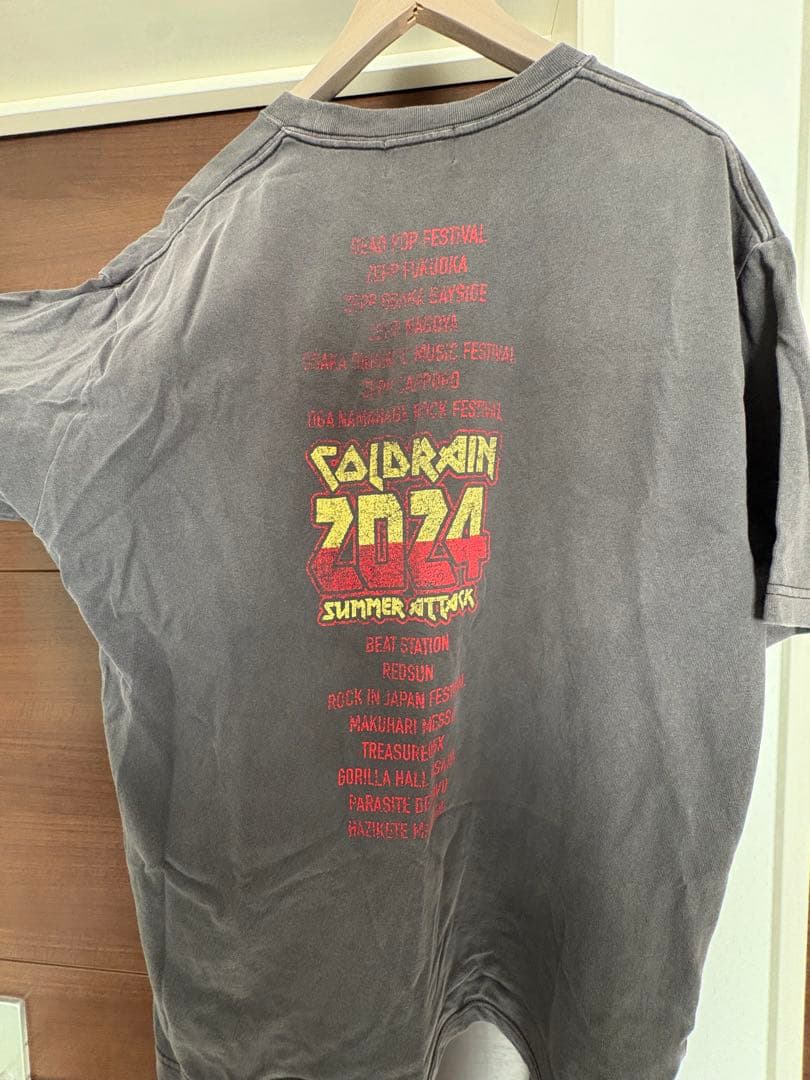 DEAD POP FESTIVAL
ZEPP FUKUOKA
ZEPP OSAKA BAYSIDE
ZEPP NAGOYA
OSAKA MUSIC FESTIVAL
ZEPP SAPPORO
OGA NAMAHAGE ROCK FESTIVAL
COLDRAIN
2024
SUMMER ATTACK
BEAT STATION
REDSUN
ROCK IN JAPAN FESTIVAL
MAKUHARI MESSE
TREASURE
GORILLA HALL
PARASITE
HAZIKETE